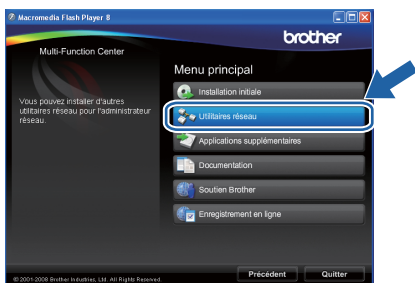 Macromedia Flash Player 8
brother
Multi-Function Center
Menu principal
Installation initiale
Vous pouvez installer d'autres
utilitaires réseau pour l'administrateur
réseau.
Utilitaires réseau
Applications supplémentaires
Documentation
Soutien Brother
Enregistrement en ligne
© 2001-2008 Brother Industries, Ltd. All Rights Reserved.
Précédent
Quitter